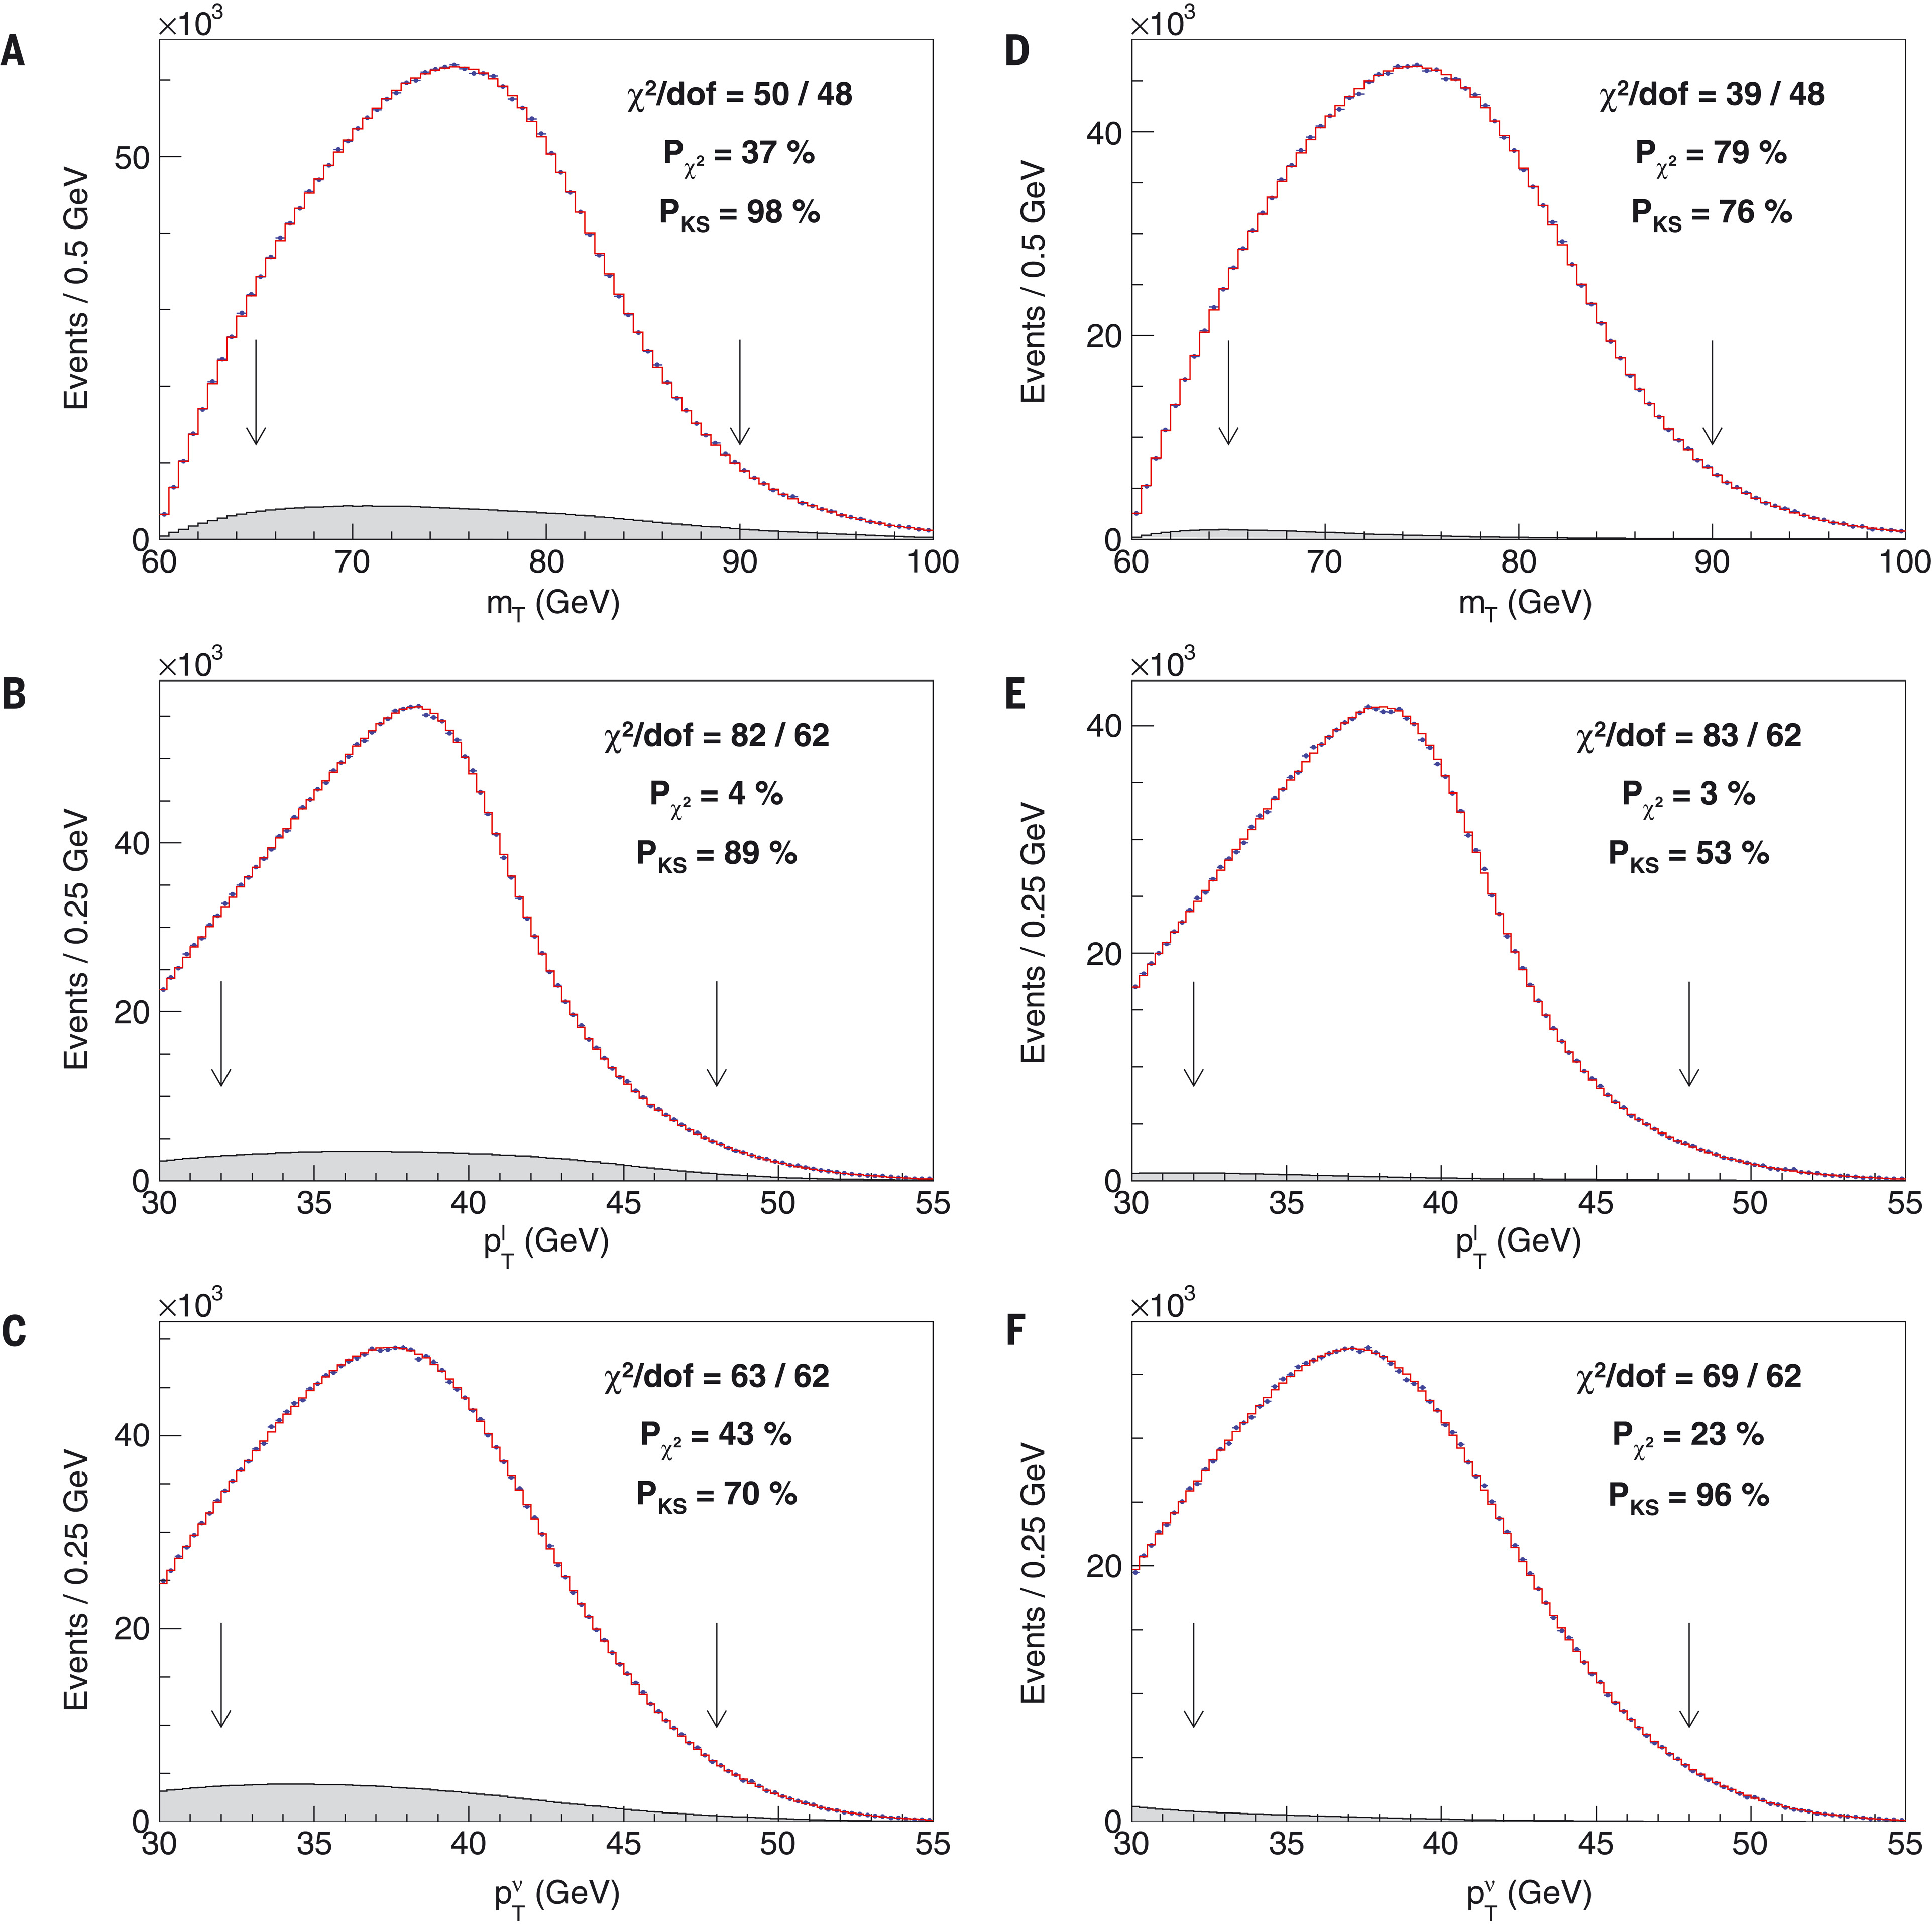 A
×10³
χ²/dof = 50 / 48
P_χ² = 37 %
P_KS = 98 %
Events / 0.5 GeV
50
0
60 70 80 90 100
m_T (GeV)
D
×10³
χ²/dof = 39 / 48
P_χ² = 79 %
P_KS = 76 %
Events / 0.5 GeV
40
20
0
60 70 80 90 100
m_T (GeV)
B
×10³
χ²/dof = 82 / 62
P_χ² = 4 %
P_KS = 89 %
Events / 0.25 GeV
40
20
0
30 35 40 45 50 55
p_T^l (GeV)
E
×10³
χ²/dof = 83 / 62
P_χ² = 3 %
P_KS = 53 %
Events / 0.25 GeV
40
20
0
30 35 40 45 50 55
p_T^l (GeV)
C
×10³
χ²/dof = 63 / 62
P_χ² = 43 %
P_KS = 70 %
Events / 0.25 GeV
40
20
0
30 35 40 45 50 55
p_T^ν (GeV)
F
×10³
χ²/dof = 69 / 62
P_χ² = 23 %
P_KS = 96 %
Events / 0.25 GeV
20
0
30 35 40 45 50 55
p_T^ν (GeV)